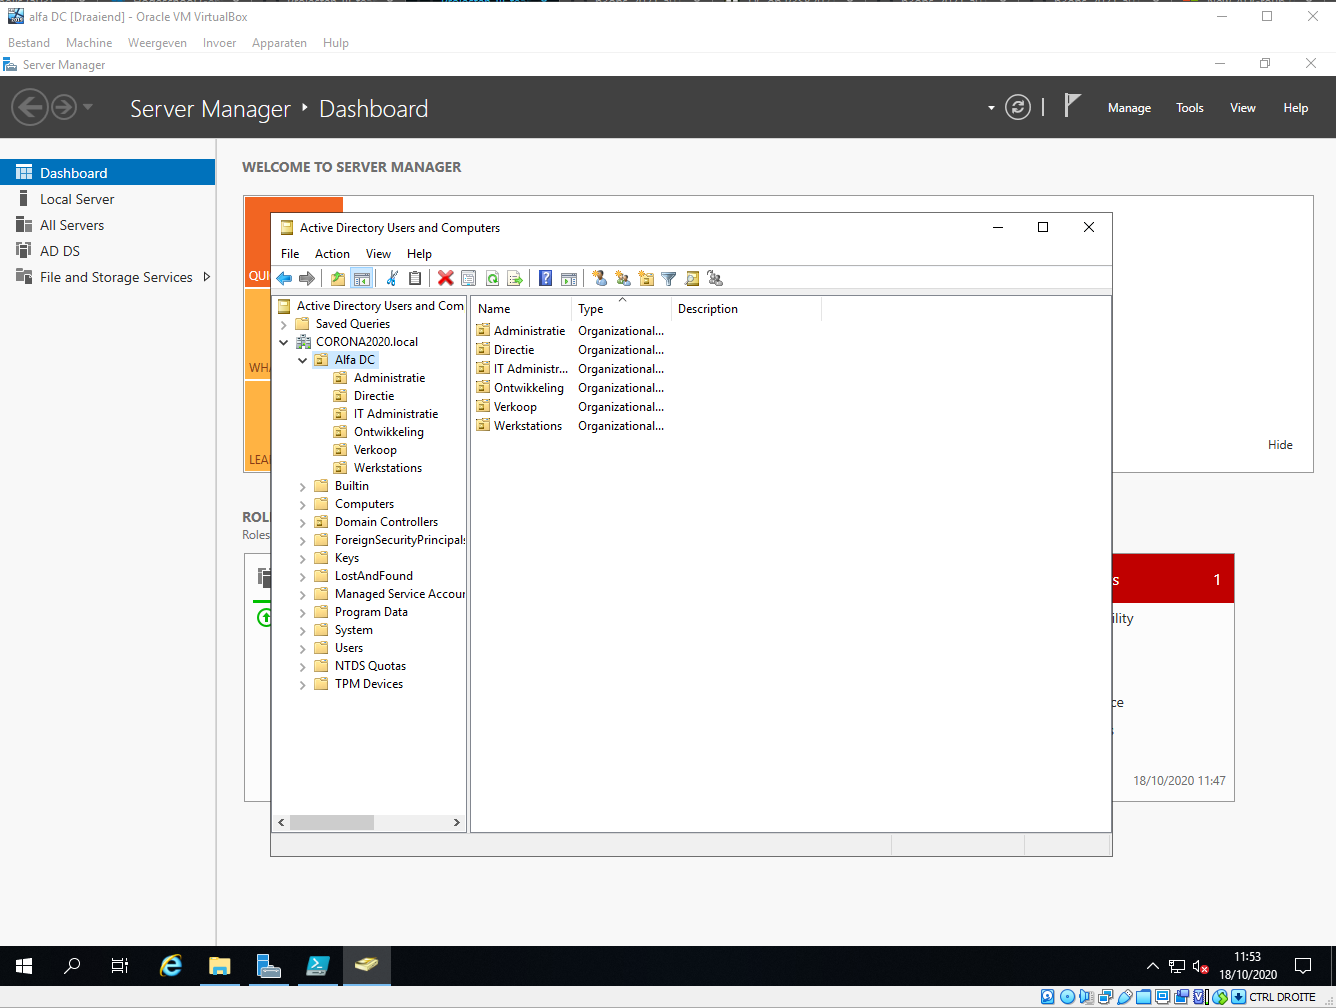 alfa DC [Draaiend] - Oracle VM VirtualBox
Bestand Machine Weergeven Invoer Apparaten Hulp
Server Manager
Server Manager Dashboard
Manage Tools View Help
Dashboard
Local Server
All Servers
AD DS
File and Storage Services
WELCOME TO SERVER MANAGER
QUI
WHA
LEA
Hide
ROL
Roles
Active Directory Users and Computers
File Action View Help
Active Directory Users and Com
Saved Queries
CORONA2020.local
Alfa DC
Administratie
Directie
IT Administratie
Ontwikkeling
Verkoop
Werkstations
Builtin
Computers
Domain Controllers
ForeignSecurityPrincipals
Keys
LostAndFound
Managed Service Accour
Program Data
System
Users
NTDS Quotas
TPM Devices
Name Type Description
Administratie Organizational...
Directie Organizational...
IT Administr... Organizational...
Ontwikkeling Organizational...
Verkoop Organizational...
Werkstations Organizational...
s 1
ility
ce
18/10/2020 11:47
11:53
18/10/2020
CTRL DROITE